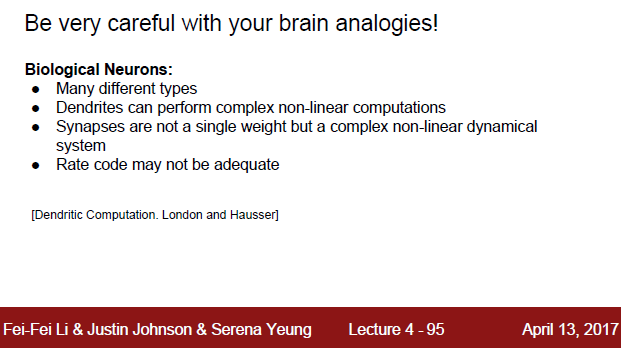 Be very careful with your brain analogies!
Biological Neurons:
● Many different types
● Dendrites can perform complex non-linear computations
● Synapses are not a single weight but a complex non-linear dynamical
system
● Rate code may not be adequate
[Dendritic Computation. London and Hausser]
Fei-Fei Li & Justin Johnson & Serena Yeung Lecture 4 - 95 April 13, 2017